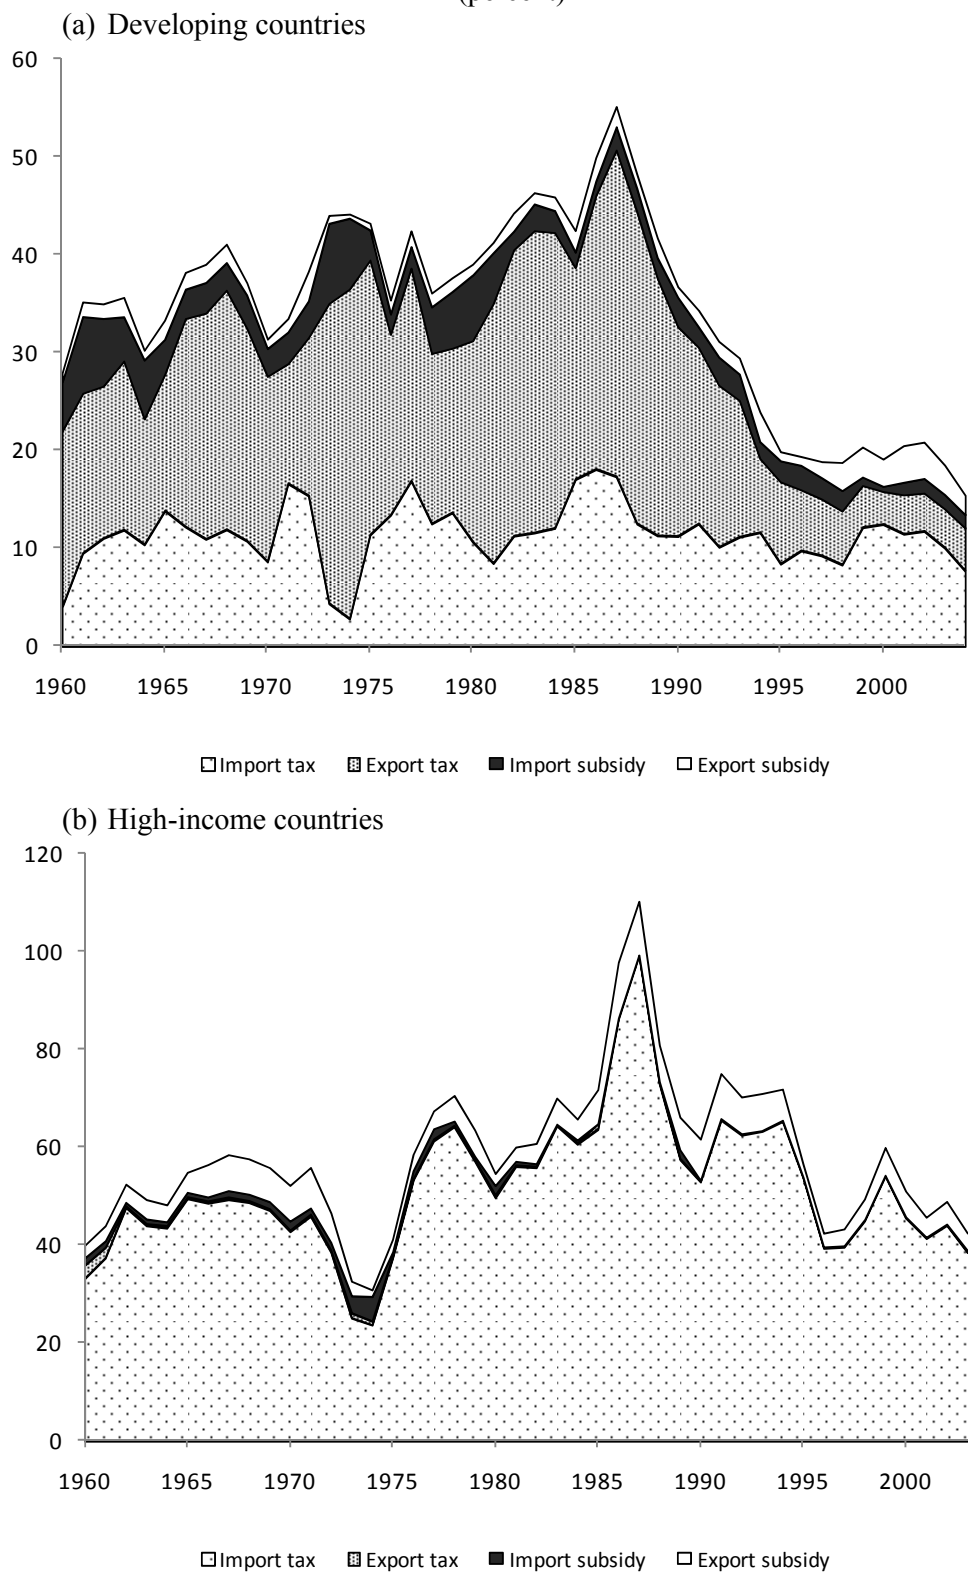 (percent)
(a) Developing countries
60
50
40
30
20
10
0
1960 1965 1970 1975 1980 1985 1990 1995 2000
Import tax Export tax Import subsidy Export subsidy
(b) High-income countries
120
100
80
60
40
20
0
1960 1965 1970 1975 1980 1985 1990 1995 2000
Import tax Export tax Import subsidy Export subsidy